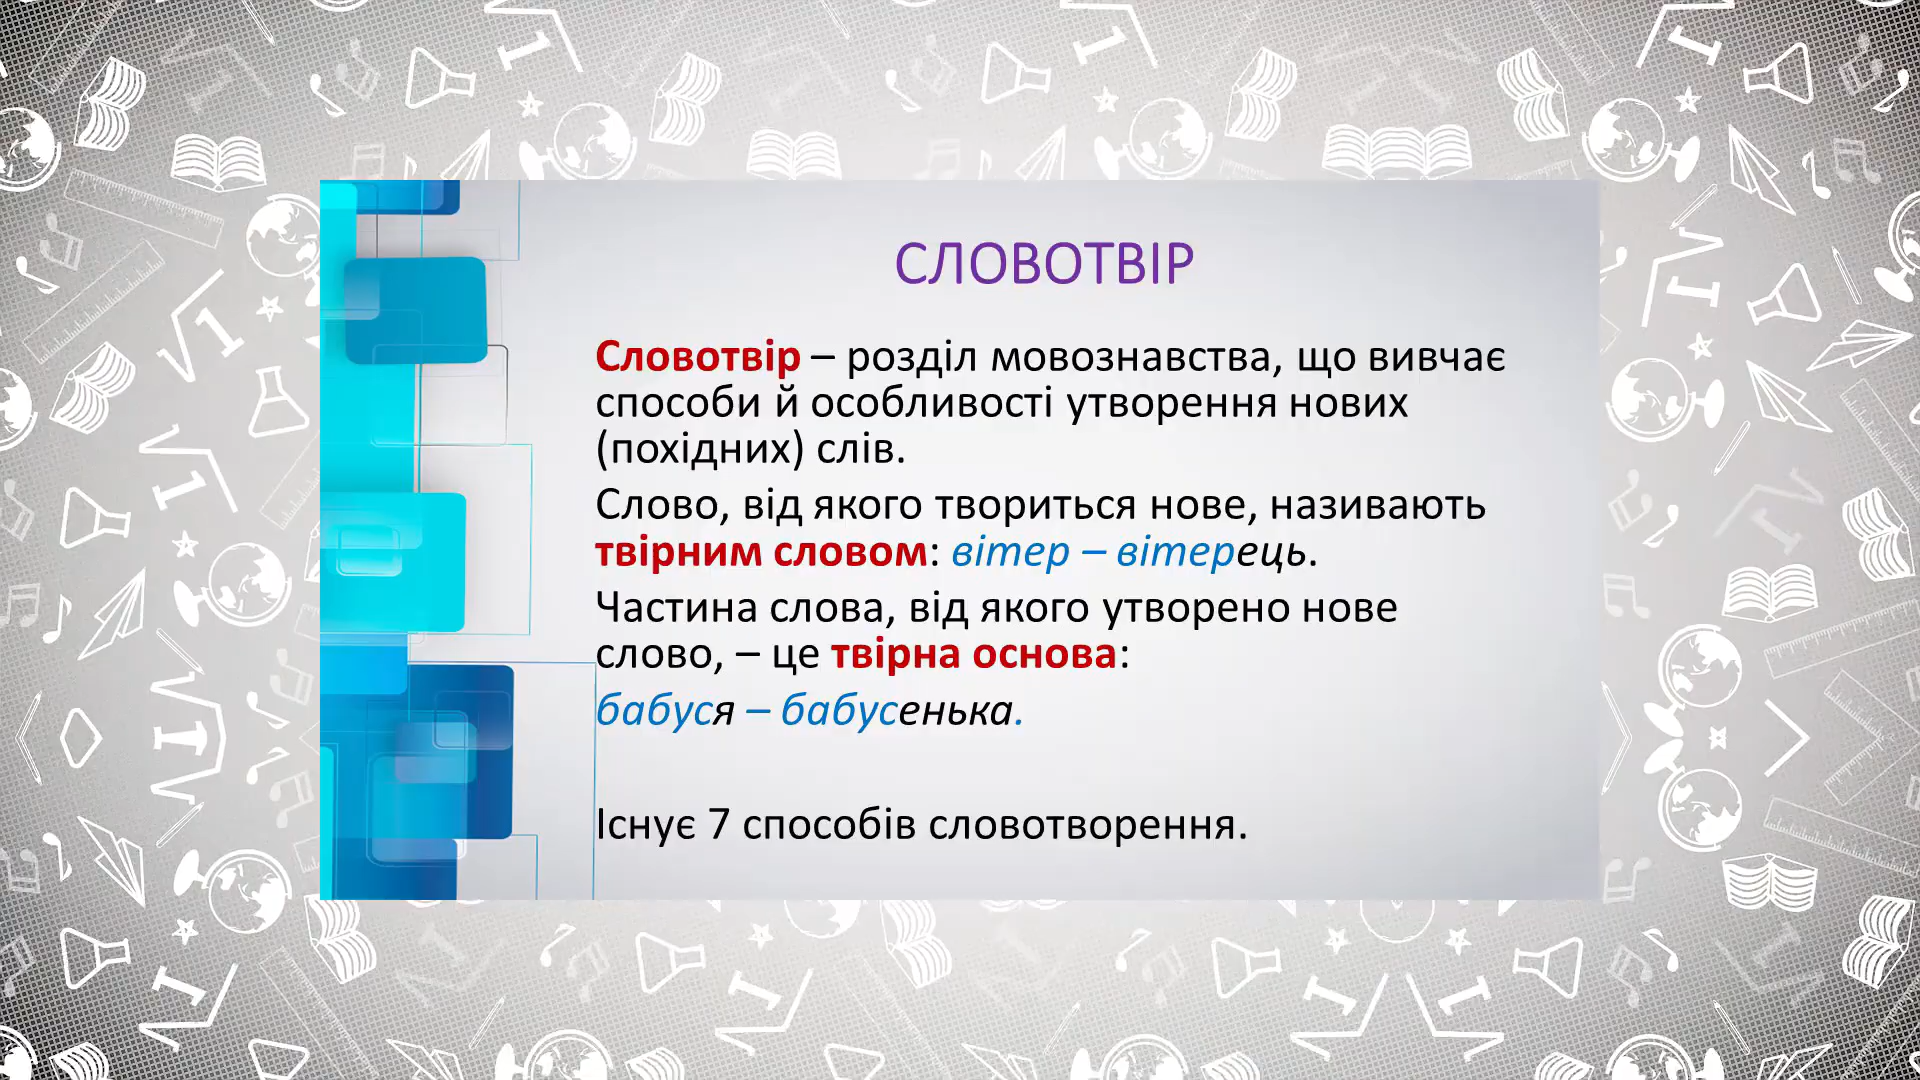 СЛОВОТВІР
Словотвір – розділ мовознавства, що вивчає
способи й особливості утворення нових
(похідних) слів.
Слово, від якого твориться нове, називають
твірним словом: вітер – вітерець.
Частина слова, від якого утворено нове
слово, – це твірна основа:
бабуся – бабусенька.
Існує 7 способів словотворення.